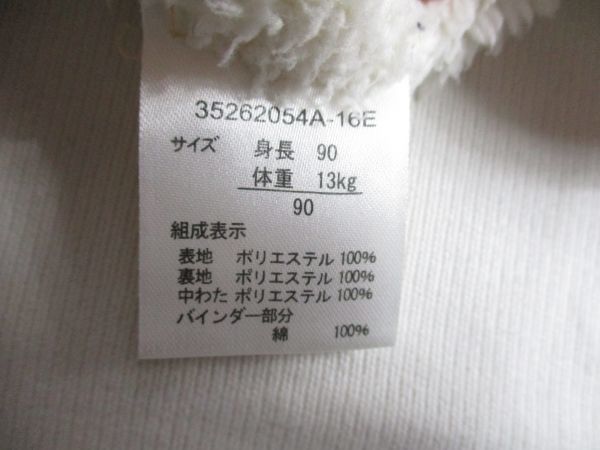 35262054A-16E
サイズ 身長 90
体重 13kg
90
組成表示
表地 ポリエステル 100%
裏地 ポリエステル 100%
中わた ポリエステル 100%
バインダー部分
綿 100%